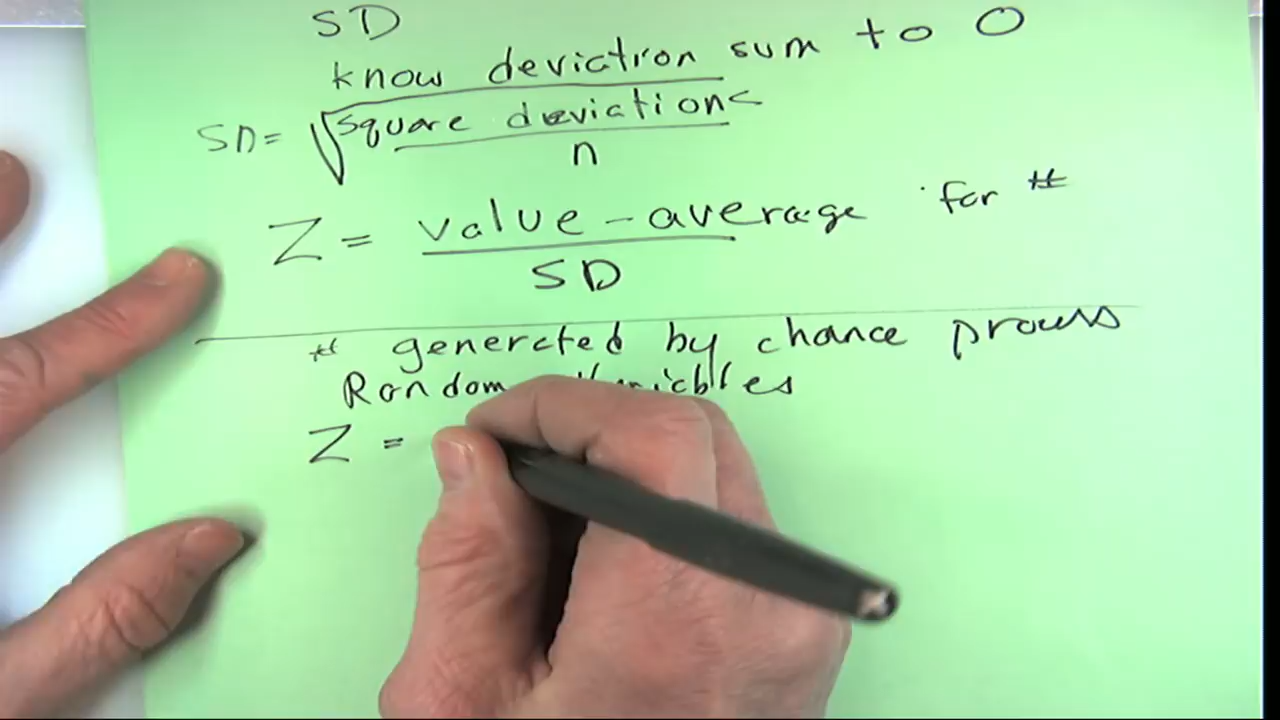 SD
know deviation sum to 0
SD = √square deviations
n
Z = value - average for #
SD
# generated by chance process
Random
Z =